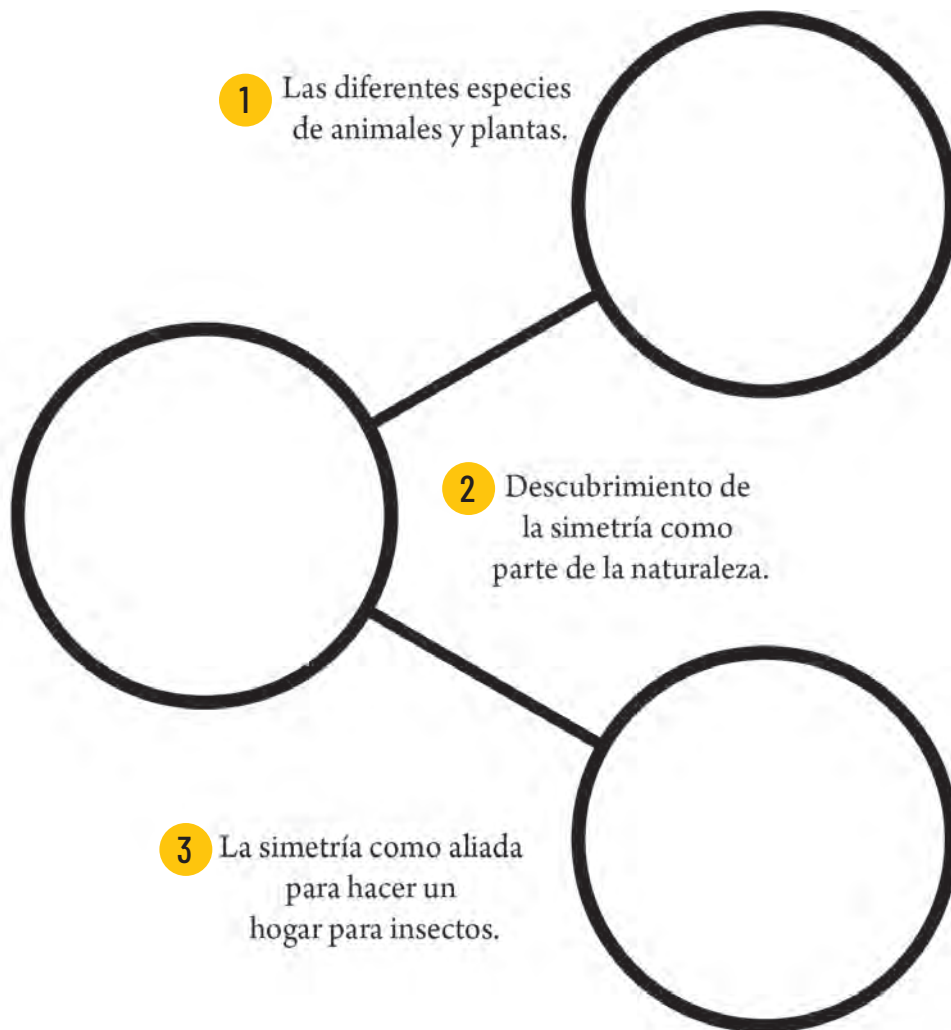 1 Las diferentes especies
de animales y plantas.
2 Descubrimiento de
la simetría como
parte de la naturaleza.
3 La simetría como aliada
para hacer un
hogar para insectos.